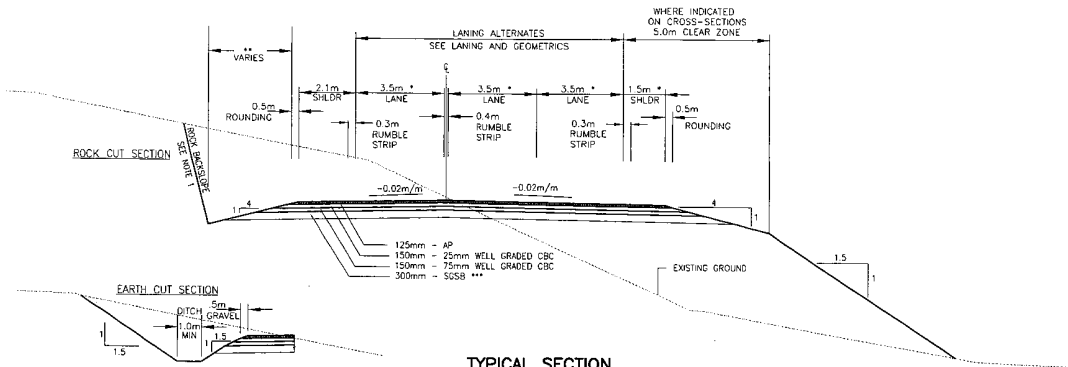 WHERE INDICATED
ON CROSS-SECTIONS
5.0m CLEAR ZONE
LANING ALTERNATES
SEE LANING AND GEOMETRICS
**
VARIES
℄
2.1m
SHLDR
3.5m *
LANE
3.5m *
LANE
3.5m *
LANE
1.5m *
SHLDR
0.5m
ROUNDING
0.3m
RUMBLE
STRIP
0.4m
RUMBLE
STRIP
0.3m
RUMBLE
STRIP
0.5m
ROUNDING
ROCK CUT SECTION
ROCK BACKSLOPE
SEE NOTE 1
-0.02m/m
-0.02m/m
1
4
4
1
125mm - AP
150mm - 25mm WELL GRADED CBC
150mm - 75mm WELL GRADED CBC
300mm - SGSB ***
EXISTING GROUND
1.5
1
EARTH CUT SECTION
DITCH
1.0m
MIN
.5m
GRAVEL
1
1.5
1
1.5
TYPICAL SECTION